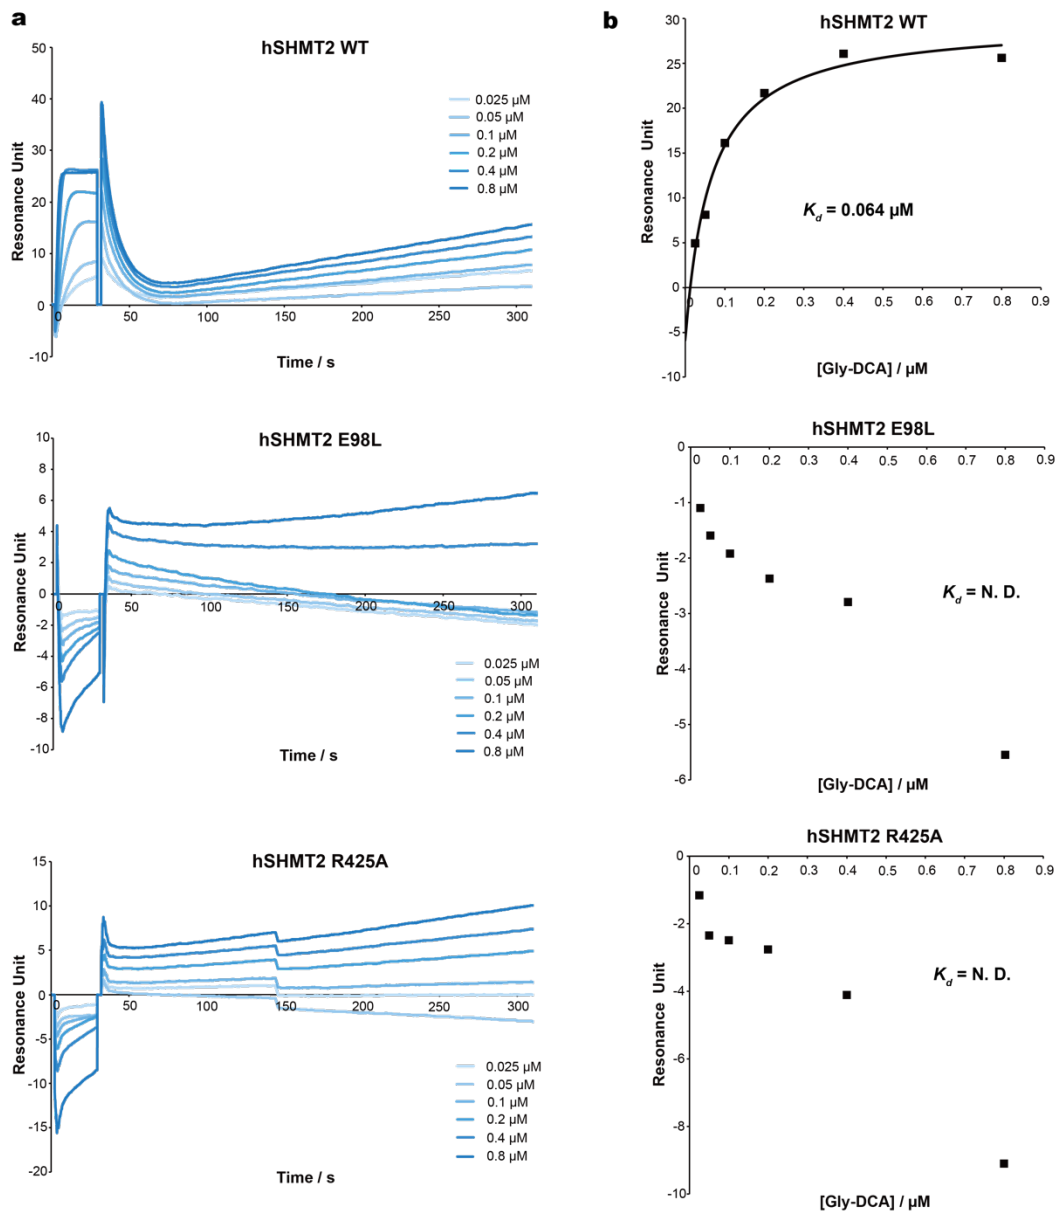 a
hSHMT2 WT
50
40
30
20
10
0
-10
Resonance Unit
0
50
100
150
200
250
300
Time / s
0.025 µM
0.05 µM
0.1 µM
0.2 µM
0.4 µM
0.8 µM
b
hSHMT2 WT
30
25
20
15
10
5
0
-5
-10
Resonance Unit
0.1
0.2
0.3
0.4
0.5
0.6
0.7
0.8
0.9
Kd = 0.064 µM
[Gly-DCA] / µM
hSHMT2 E98L
10
8
6
4
2
0
-2
-4
-6
-8
-10
Resonance Unit
0
50
100
150
200
250
300
0.025 µM
0.05 µM
0.1 µM
0.2 µM
0.4 µM
0.8 µM
Time / s
hSHMT2 E98L
0
-1
-2
-3
-4
-5
-6
Resonance Unit
0
0.1
0.2
0.3
0.4
0.5
0.6
0.7
0.8
0.9
Kd = N. D.
[Gly-DCA] / µM
hSHMT2 R425A
15
10
5
0
-5
-10
-15
-20
Resonance Unit
0
50
100
150
200
250
300
0.025 µM
0.05 µM
0.1 µM
0.2 µM
0.4 µM
0.8 µM
Time / s
hSHMT2 R425A
0
-2
-4
-6
-8
-10
Resonance Unit
0
0.1
0.2
0.3
0.4
0.5
0.6
0.7
0.8
0.9
Kd = N. D.
[Gly-DCA] / µM